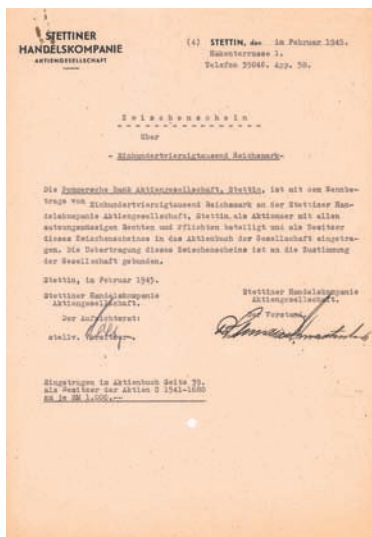 STETTINER
HANDELSKOMPANIE
AKTIENGESELLSCHAFT
(4) STETTIN, den im Februar 1945.
Hakenterrasse 1.
Telefon 35048. App. 58.
Zwischenschein
über
- Einhundertvierzigtausend Reichsmark-
Die Pommersche Bank Aktiengesellschaft, Stettin, ist mit dem Nennbe-
trage von Einhundertvierzigtausend Reichsmark an der Stettiner Han-
delskompanie Aktiengesellschaft, Stettin, als Aktionär mit allen
satzungsmässigen Rechten und Pflichten beteiligt und als Besitzer
dieses Zwischenscheines in das Aktienbuch der Gesellschaft eingetra-
gen. Die Uebertragung dieses Zwischenscheines ist an die Zustimmung
der Gesellschaft gebunden.
Stettin, im Februar 1945.
Stettiner Handelskompanie
Aktiengesellschaft.
Der Aufsichtsrat:
stellv. Vorsitzer.
Stettiner Handelskompanie
Aktiengesellschaft.
Der Vorstand:
Eingetragen im Aktienbuch Seite 39.
als Besitzer der Aktien C 1541-1680
zu je RM 1.000.--